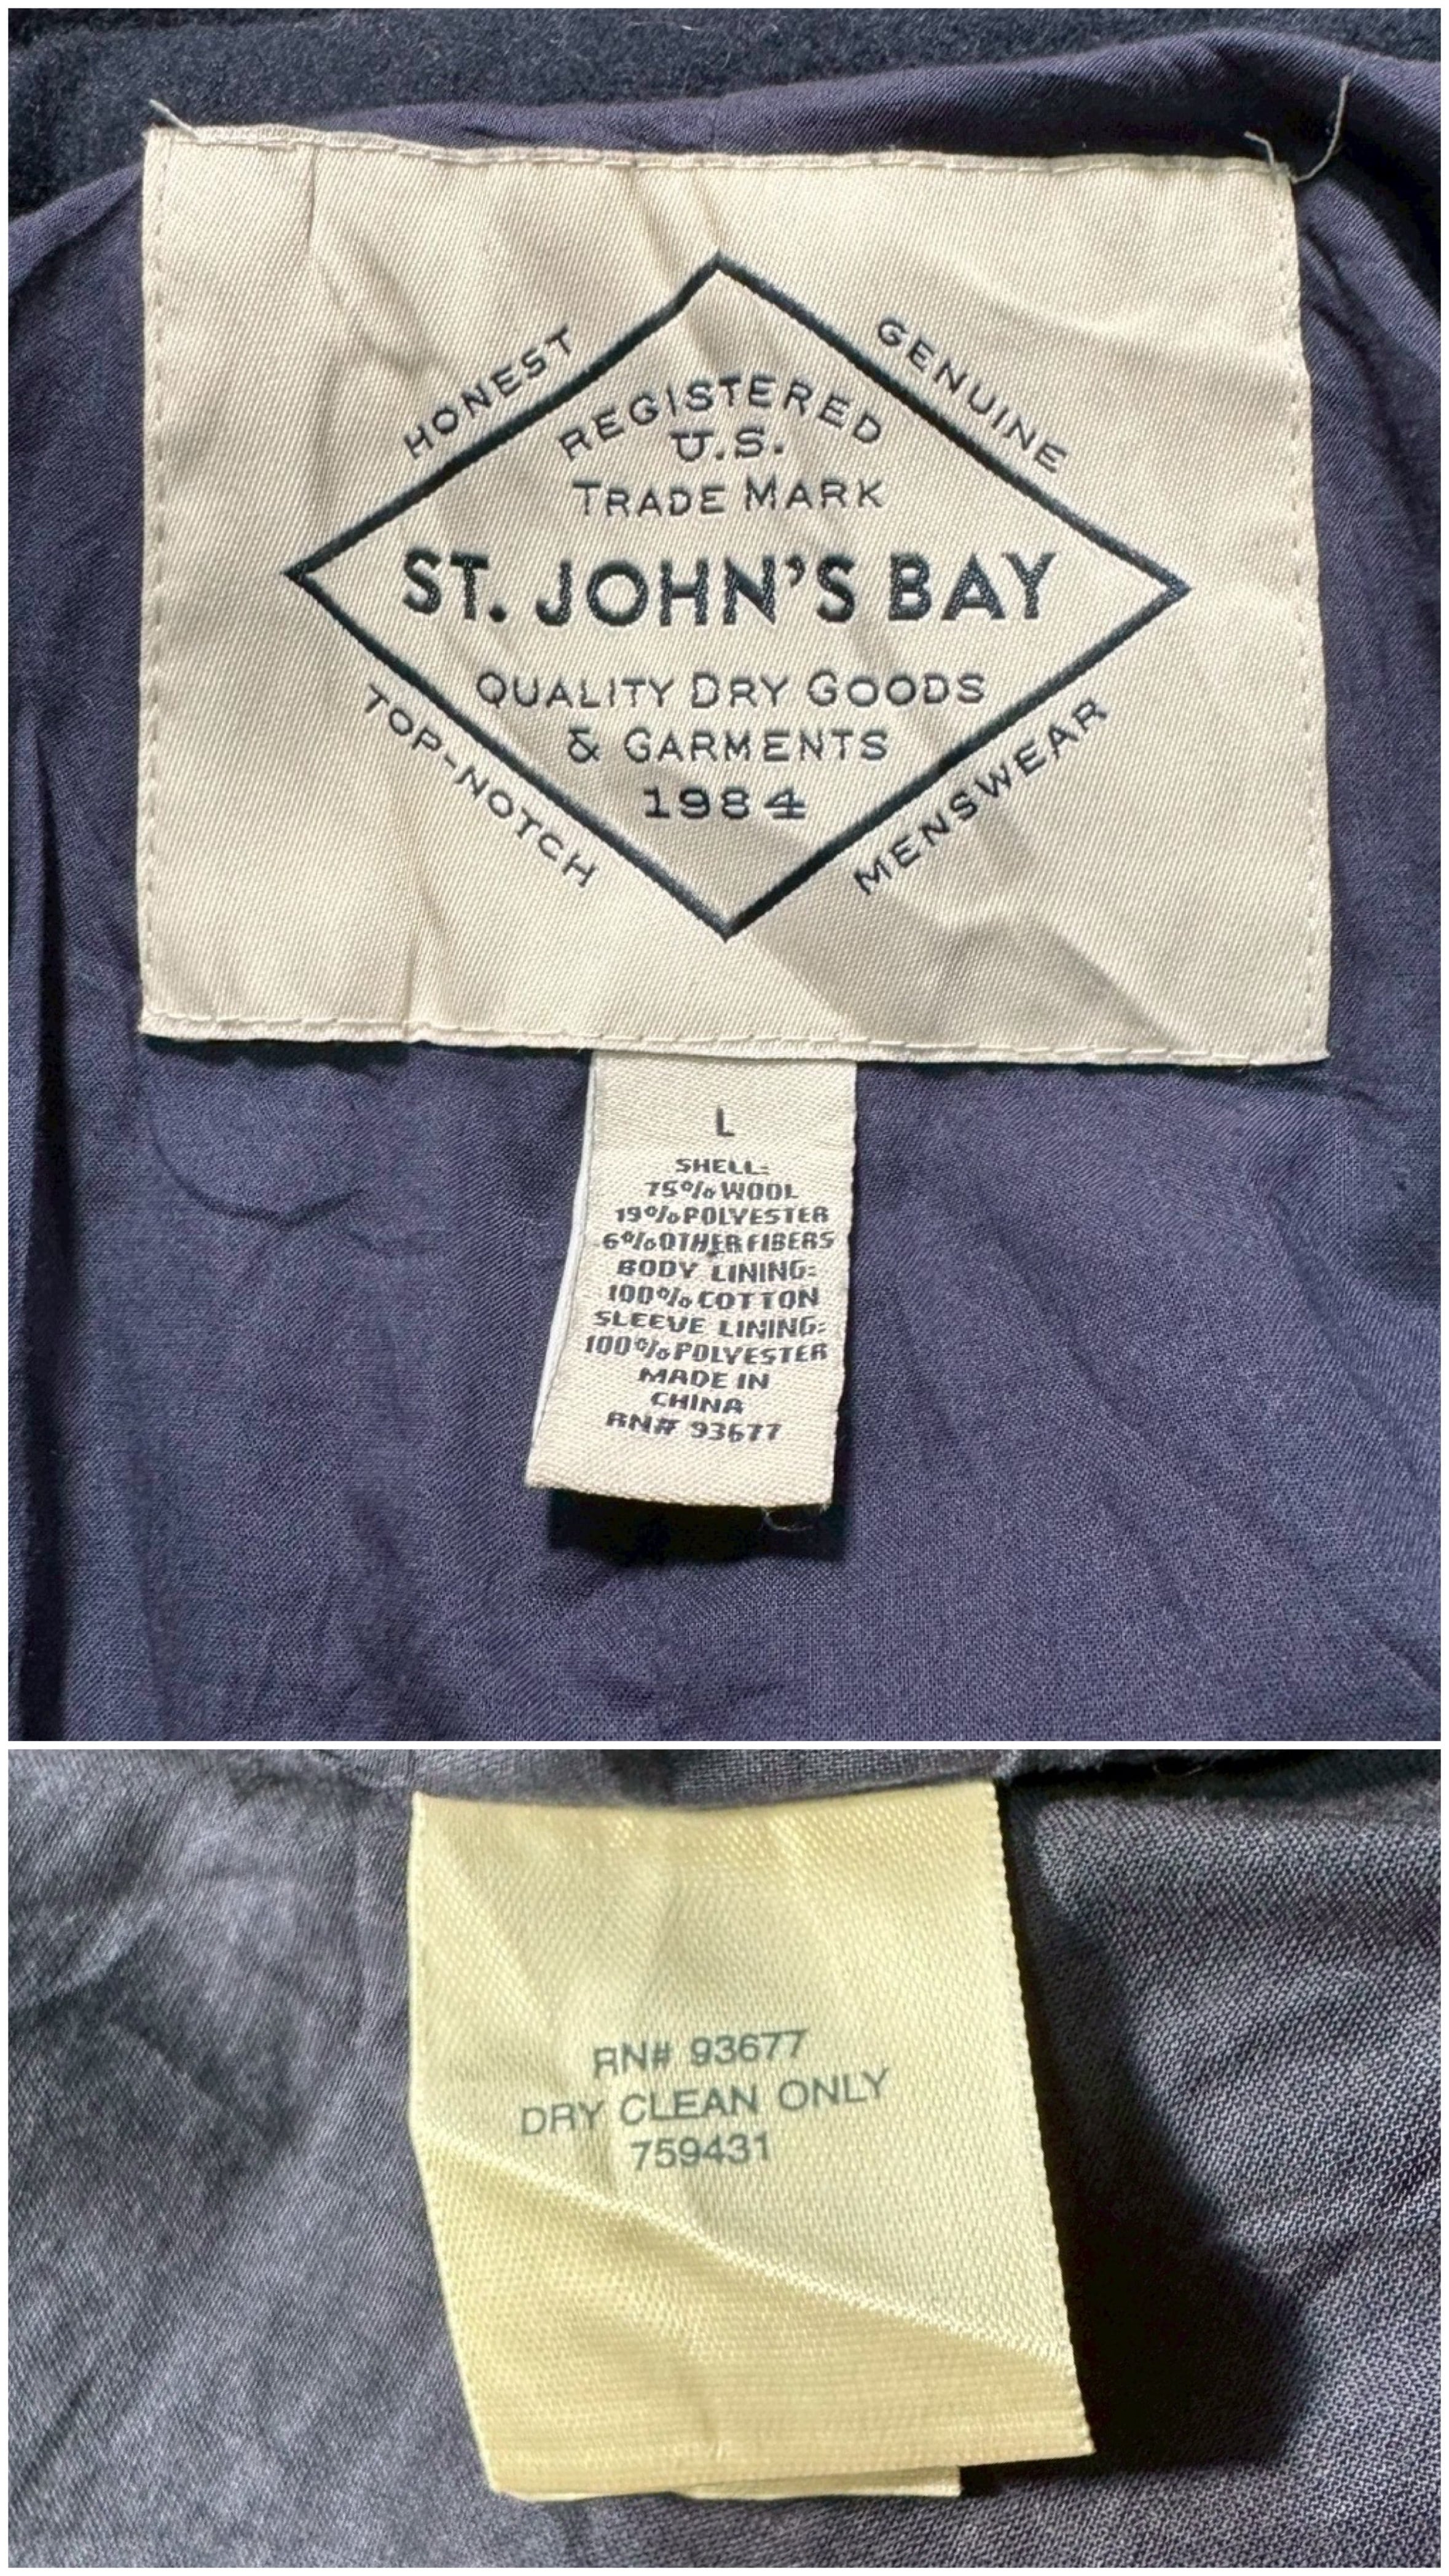 HONEST
GENUINE
REGISTERED
U.S.
TRADE MARK
ST. JOHN'S BAY
QUALITY DRY GOODS
& GARMENTS
1984
TOP-NOTCH
MENSWEAR
L
SHELL:
75% WOOL
19% POLYESTER
6% OTHER FIBERS
BODY LINING:
100% COTTON
SLEEVE LINING:
100% POLYESTER
MADE IN
CHINA
RN# 93677
RN# 93677
DRY CLEAN ONLY
759431